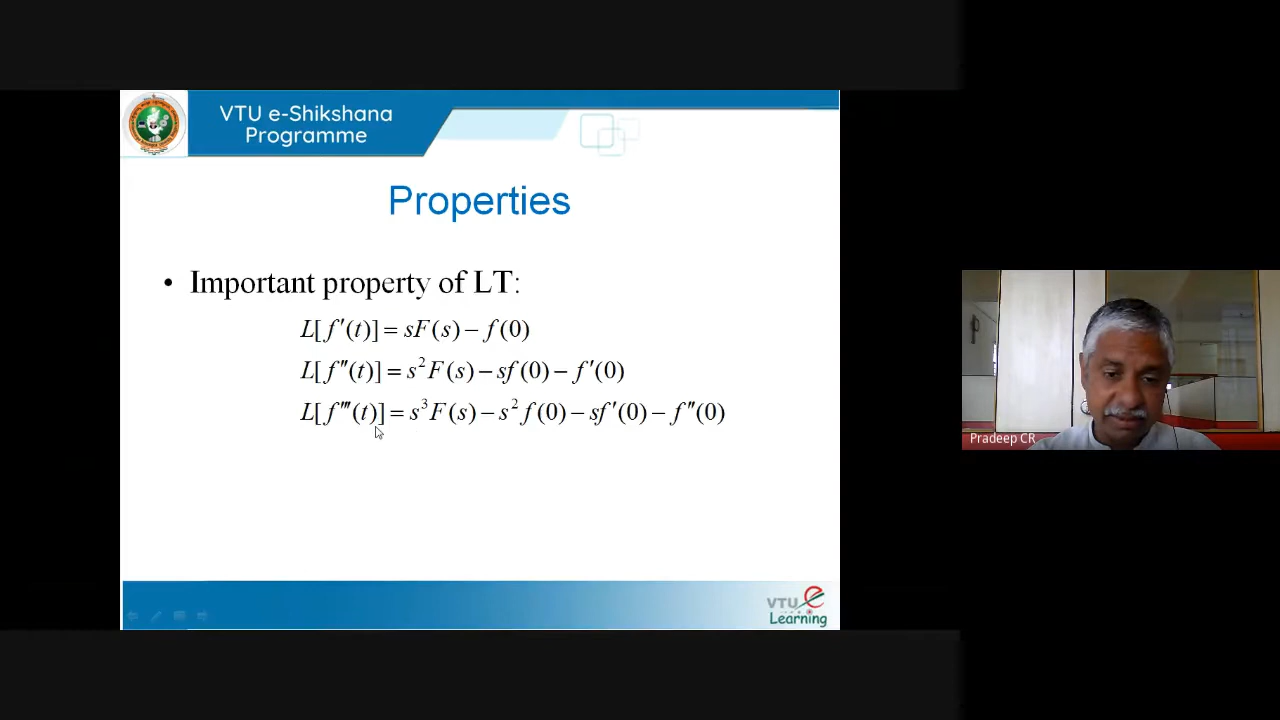 VTU e-Shikshana
Programme
Properties
• Important property of LT:
L[f′(t)] = sF(s) − f(0)
L[f″(t)] = s²F(s) − sf(0) − f′(0)
L[f‴(t)] = s³F(s) − s²f(0) − sf′(0) − f″(0)
Pradeep CR
VTU e
Learning